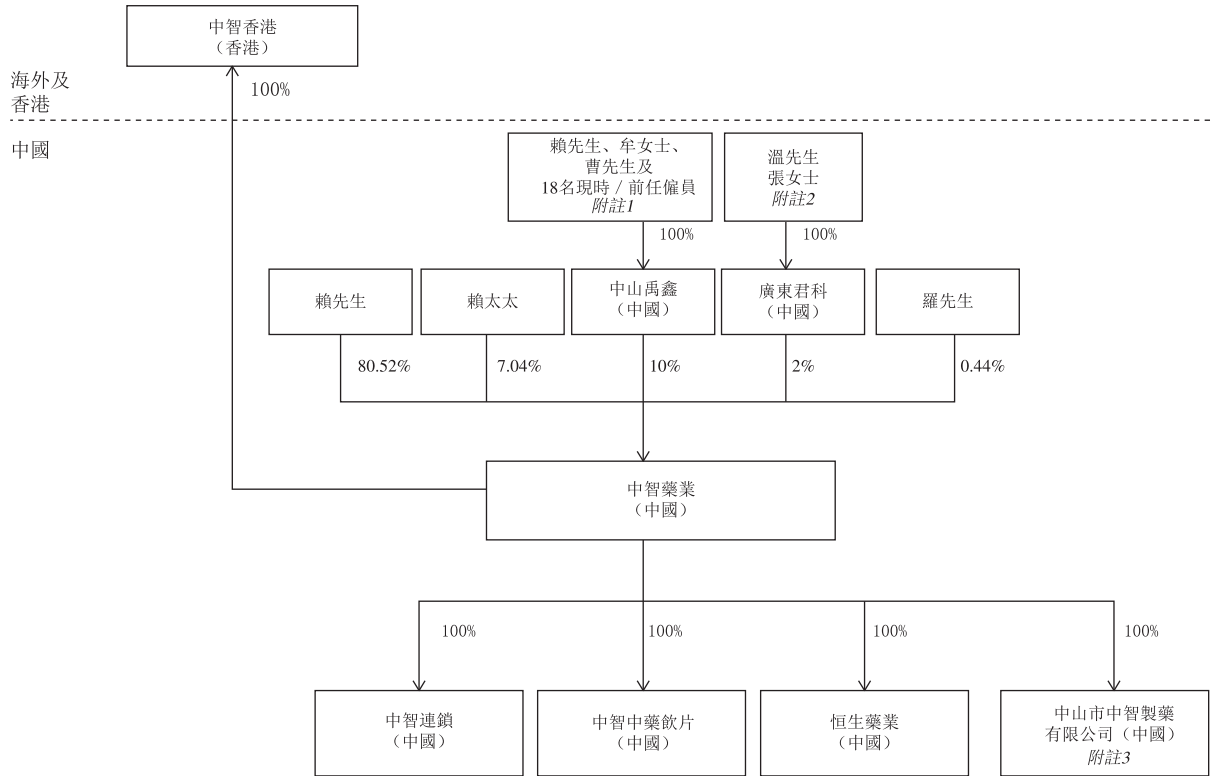 中智香港
（香港）
海外及
香港
100%
中國
賴先生、牟女士、
曹先生及
18名現時／前任僱員
附註1
溫先生
張女士
附註2
100%
100%
賴先生
賴太太
中山禹鑫
（中國）
廣東君科
（中國）
羅先生
80.52%
7.04%
10%
2%
0.44%
中智藥業
（中國）
100%
100%
100%
100%
中智連鎖
（中國）
中智中藥飲片
（中國）
恒生藥業
（中國）
中山市中智製藥
有限公司（中國）
附註3